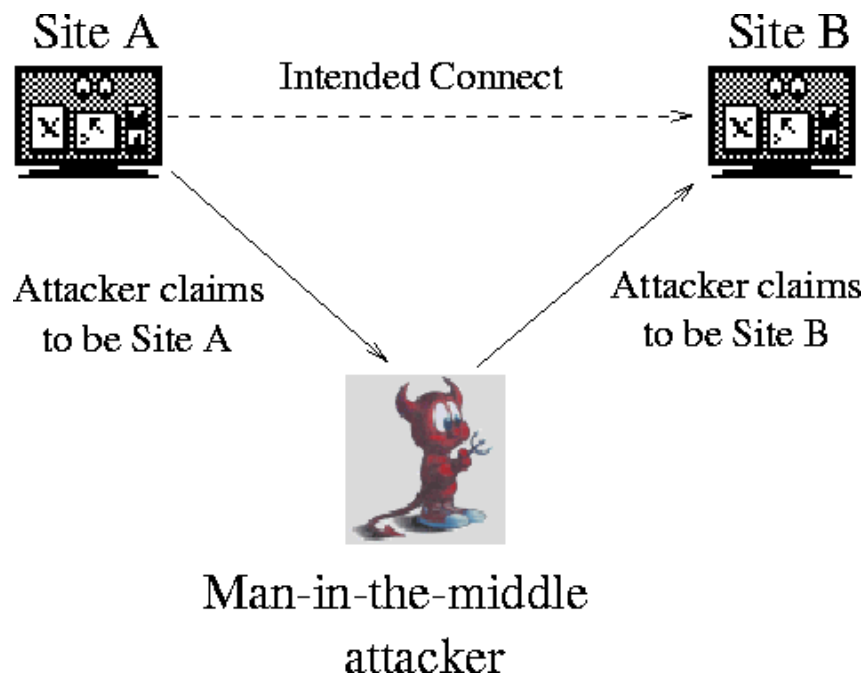 Site A
Site B
Intended Connect
Attacker claims
to be Site A
Attacker claims
to be Site B
Man-in-the-middle
attacker